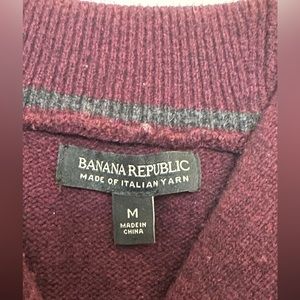 BANANA REPUBLIC
MADE OF ITALIAN YARN
M
MADE IN
CHINA